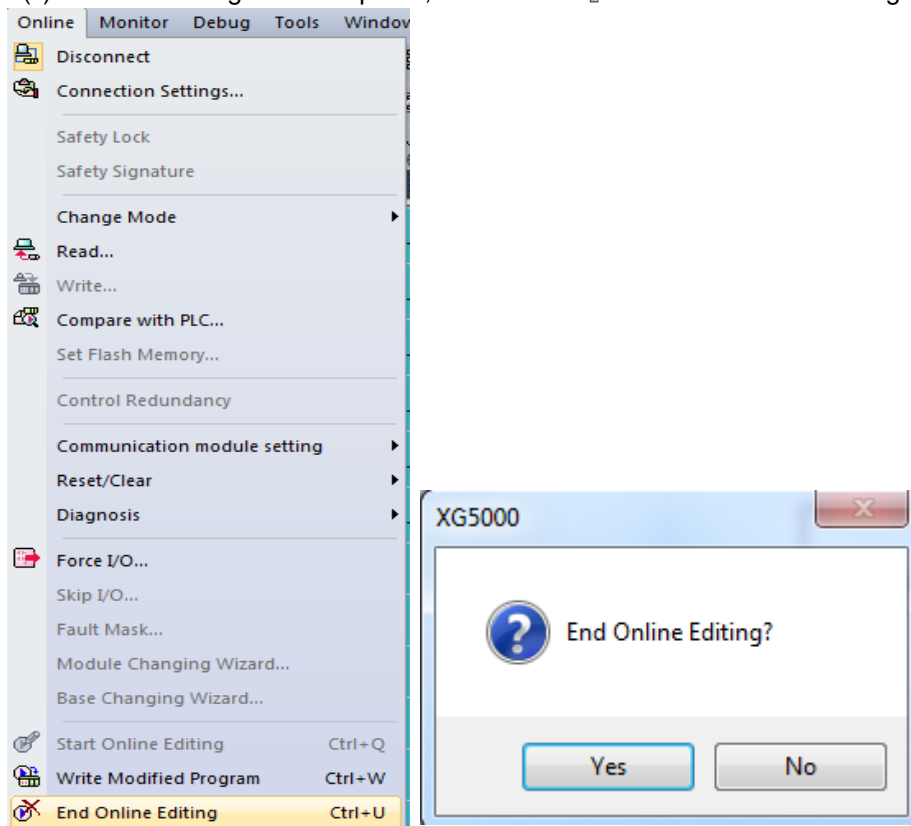 Online Monitor Debug Tools Window
Disconnect
Connection Settings...
Safety Lock
Safety Signature
Change Mode
Read...
Write...
Compare with PLC...
Set Flash Memory...
Control Redundancy
Communication module setting
Reset/Clear
Diagnosis
Force I/O...
Skip I/O...
Fault Mask...
Module Changing Wizard...
Base Changing Wizard...
Start Online Editing Ctrl+Q
Write Modified Program Ctrl+W
End Online Editing Ctrl+U
XG5000
End Online Editing?
Yes No